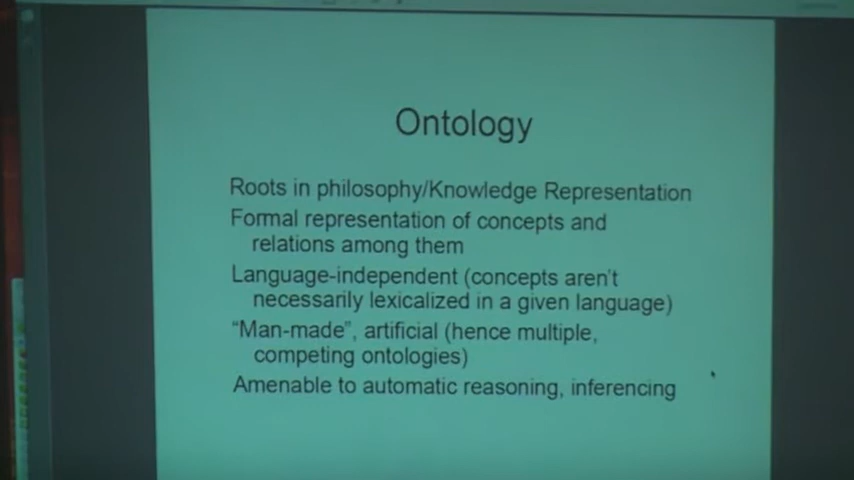 Ontology
Roots in philosophy/Knowledge Representation
Formal representation of concepts and
relations among them
Language-independent (concepts aren't
necessarily lexicalized in a given language)
"Man-made", artificial (hence multiple,
competing ontologies)
Amenable to automatic reasoning, inferencing